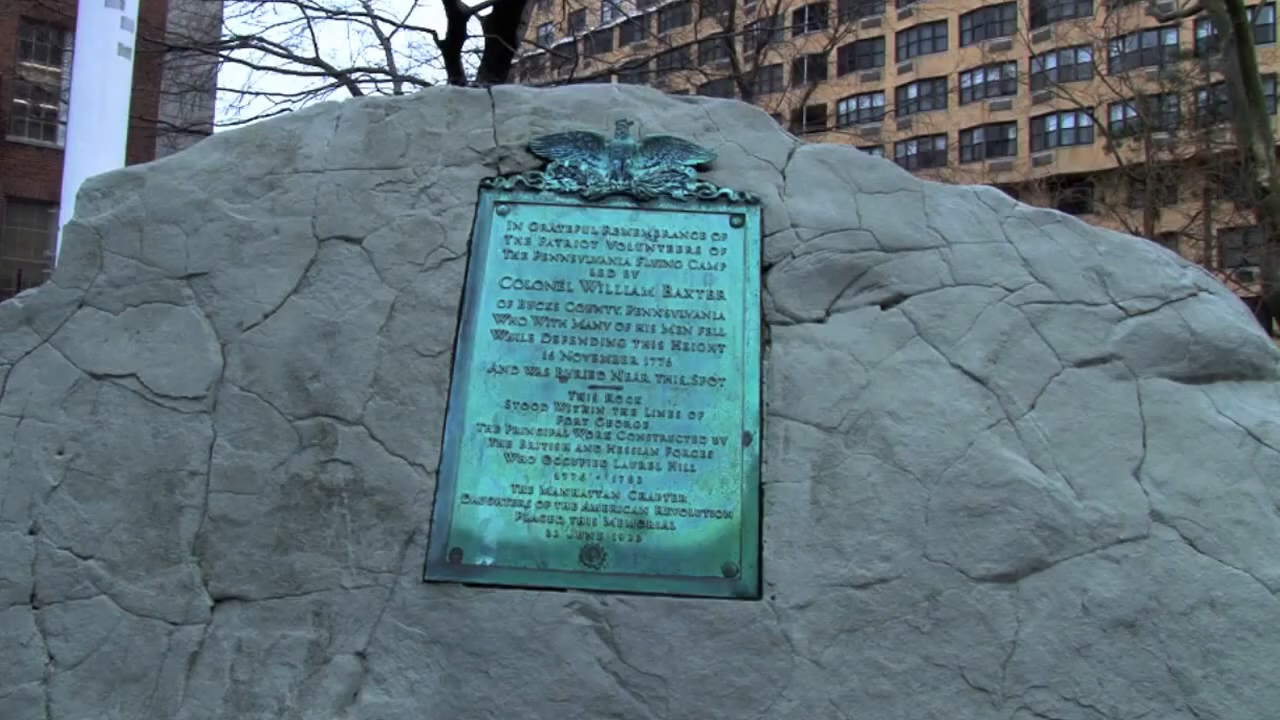 IN GRATEFUL REMEMBRANCE OF
THE PATRIOT VOLUNTEERS OF
THE PENNSYLVANIA FLYING CAMP
LED BY
COLONEL WILLIAM BAXTER
OF BUCKS COUNTY, PENNSYLVANIA
WHO WITH MANY OF HIS MEN FELL
WHILE DEFENDING THIS HEIGHT
16 NOVEMBER 1776
AND WAS BURIED NEAR THIS SPOT
THIS ROCK
STOOD WITHIN THE LINES OF
FORT GEORGE
THE PRINCIPAL WORK CONSTRUCTED BY
THE BRITISH AND HESSIAN FORCES
WHO OCCUPIED LAUREL HILL
1776 - 1783
THE MANHATTAN CHAPTER
DAUGHTERS OF THE AMERICAN REVOLUTION
PLACED THIS MEMORIAL
JUNE